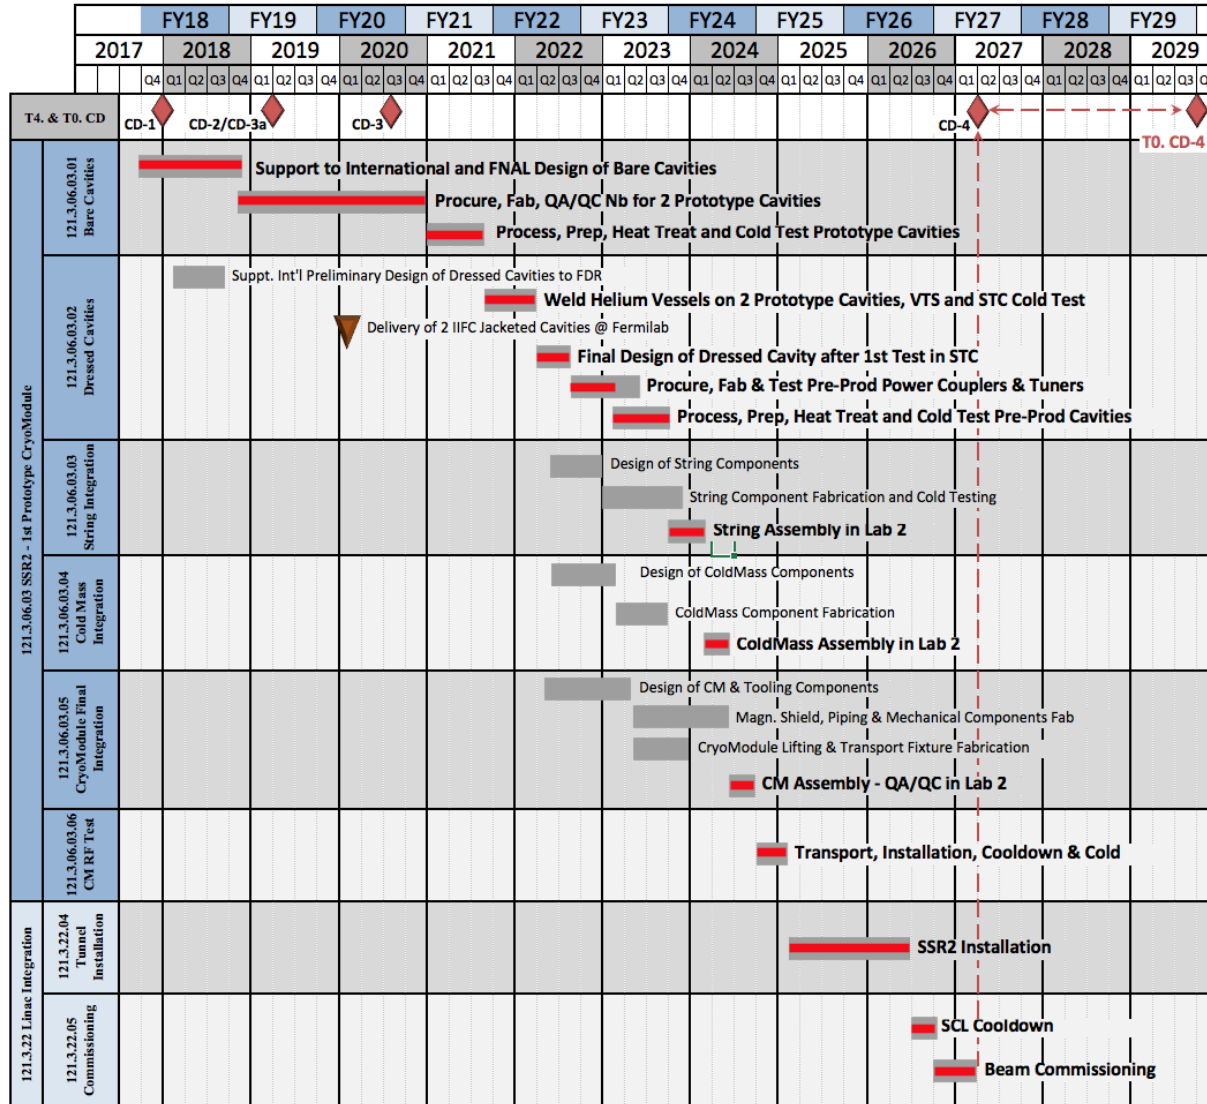 FY18 FY19 FY20 FY21 FY22 FY23 FY24 FY25 FY26 FY27 FY28 FY29
2017 2018 2019 2020 2021 2022 2023 2024 2025 2026 2027 2028 2029
Q4 Q1 Q2 Q3 Q4 Q1 Q2 Q3 Q4 Q1 Q2 Q3 Q4 Q1 Q2 Q3 Q4 Q1 Q2 Q3 Q4 Q1 Q2 Q3 Q4 Q1 Q2 Q3 Q4 Q1 Q2 Q3 Q4 Q1 Q2 Q3 Q4 Q1 Q2 Q3 Q4 Q1 Q2 Q3 Q4 Q1 Q2 Q3 Q
T4. & T0. CD
CD-1
CD-2/CD-3a
CD-3
CD-4
T0. CD-4
121.3.06.03 SSR2 - 1st Prototype CryoModule
121.3.06.03.01
Bare Cavities
Support to International and FNAL Design of Bare Cavities
Procure, Fab, QA/QC Nb for 2 Prototype Cavities
Process, Prep, Heat Treat and Cold Test Prototype Cavities
121.3.06.03.02
Dressed Cavities
Suppt. Int'l Preliminary Design of Dressed Cavities to FDR
Weld Helium Vessels on 2 Prototype Cavities, VTS and STC Cold Test
Delivery of 2 IIFC Jacketed Cavities @ Fermilab
Final Design of Dressed Cavity after 1st Test in STC
Procure, Fab & Test Pre-Prod Power Couplers & Tuners
Process, Prep, Heat Treat and Cold Test Pre-Prod Cavities
121.3.06.03.03
String Integration
Design of String Components
String Component Fabrication and Cold Testing
String Assembly in Lab 2
121.3.06.03.04
Cold Mass
Integration
Design of ColdMass Components
ColdMass Component Fabrication
ColdMass Assembly in Lab 2
121.3.06.03.05
CryoModule Final
Integration
Design of CM & Tooling Components
Magn. Shield, Piping & Mechanical Components Fab
CryoModule Lifting & Transport Fixture Fabrication
CM Assembly - QA/QC in Lab 2
121.3.06.03.06
CM RF Test
Transport, Installation, Cooldown & Cold
121.3.22 Linac Integration
121.3.22.04
Tunnel
Installation
SSR2 Installation
121.3.22.05
Commissioning
SCL Cooldown
Beam Commissioning